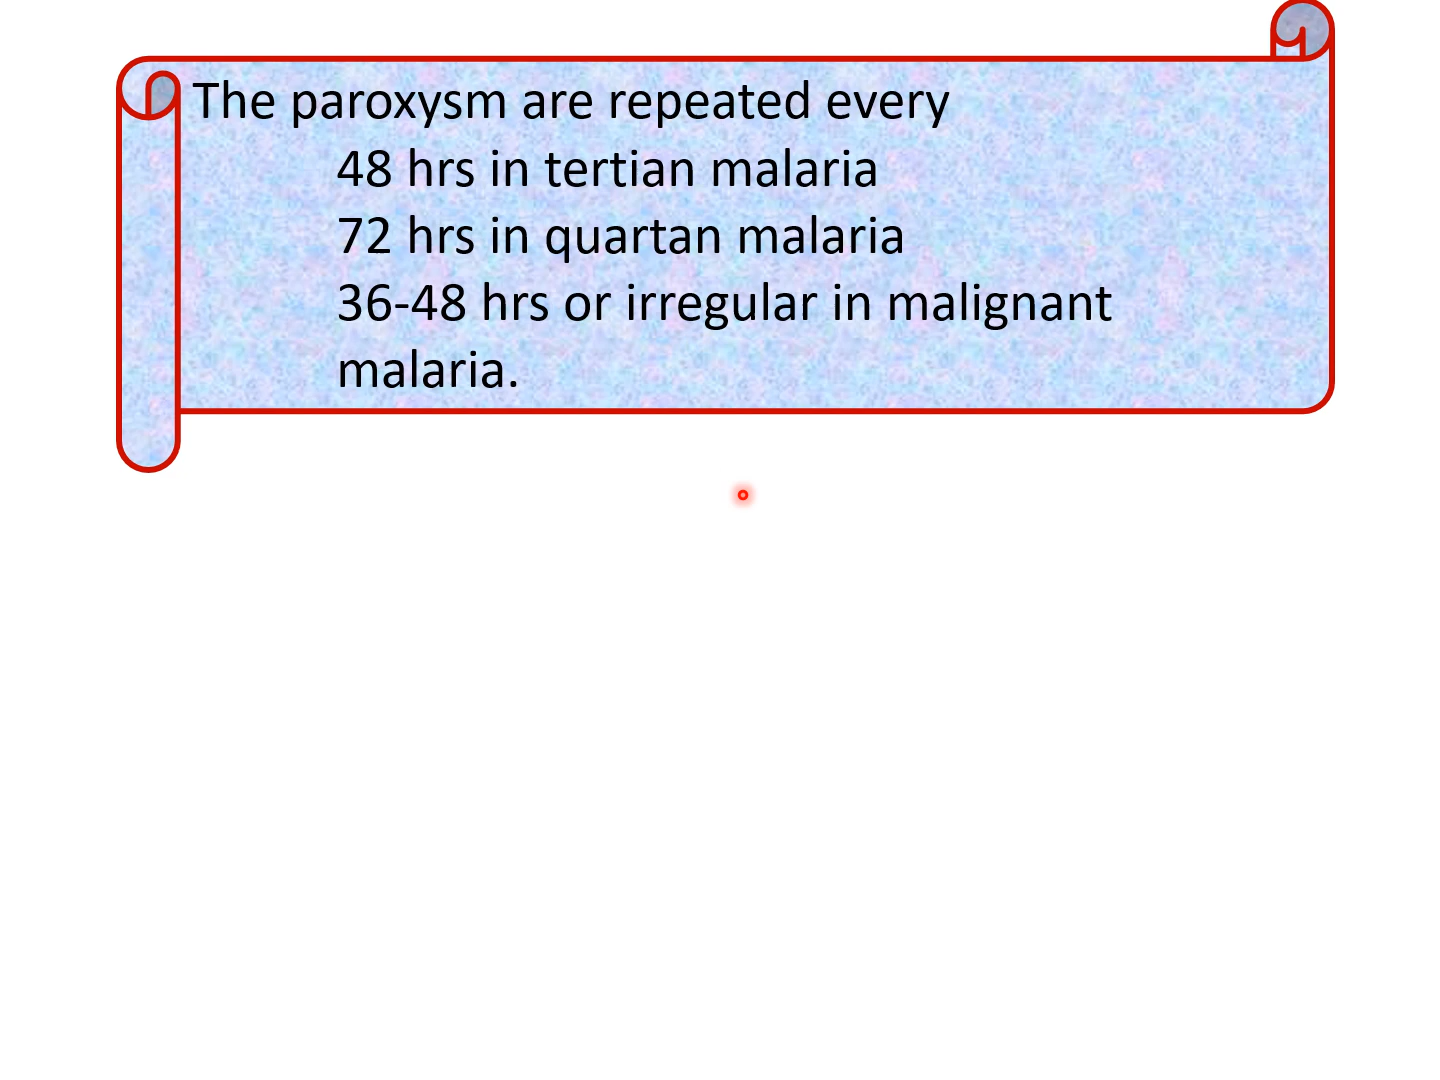 The paroxysm are repeated every
48 hrs in tertian malaria
72 hrs in quartan malaria
36-48 hrs or irregular in malignant
malaria.